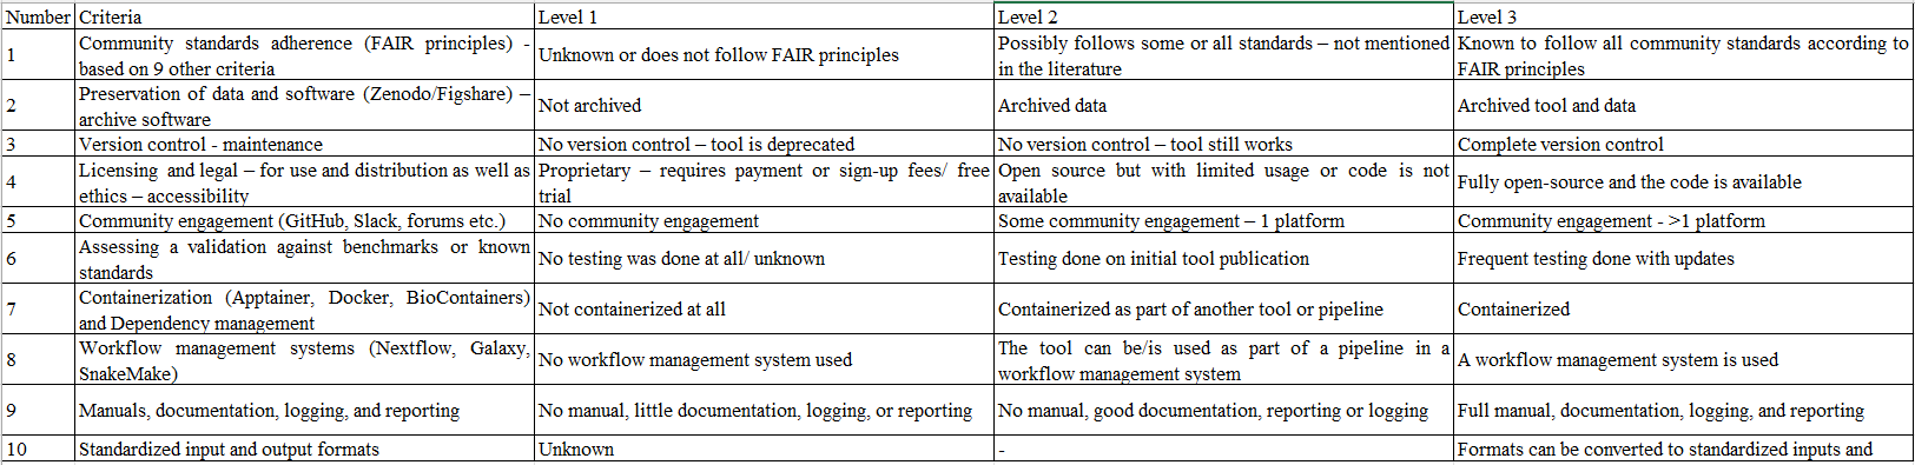 Number Criteria Level 1 Level 2 Level 3
1 Community standards adherence (FAIR principles) - based on 9 other criteria Unknown or does not follow FAIR principles Possibly follows some or all standards – not mentioned in the literature Known to follow all community standards according to FAIR principles
2 Preservation of data and software (Zenodo/Figshare) – archive software Not archived Archived data Archived tool and data
3 Version control - maintenance No version control – tool is deprecated No version control – tool still works Complete version control
4 Licensing and legal – for use and distribution as well as ethics – accessibility Proprietary – requires payment or sign-up fees/ free trial Open source but with limited usage or code is not available Fully open-source and the code is available
5 Community engagement (GitHub, Slack, forums etc.) No community engagement Some community engagement – 1 platform Community engagement - >1 platform
6 Assessing a validation against benchmarks or known standards No testing was done at all/ unknown Testing done on initial tool publication Frequent testing done with updates
7 Containerization (Apptainer, Docker, BioContainers) and Dependency management Not containerized at all Containerized as part of another tool or pipeline Containerized
8 Workflow management systems (Nextflow, Galaxy, SnakeMake) No workflow management system used The tool can be/is used as part of a pipeline in a workflow management system A workflow management system is used
9 Manuals, documentation, logging, and reporting No manual, little documentation, logging, or reporting No manual, good documentation, reporting or logging Full manual, documentation, logging, and reporting
10 Standardized input and output formats Unknown - Formats can be converted to standardized inputs and